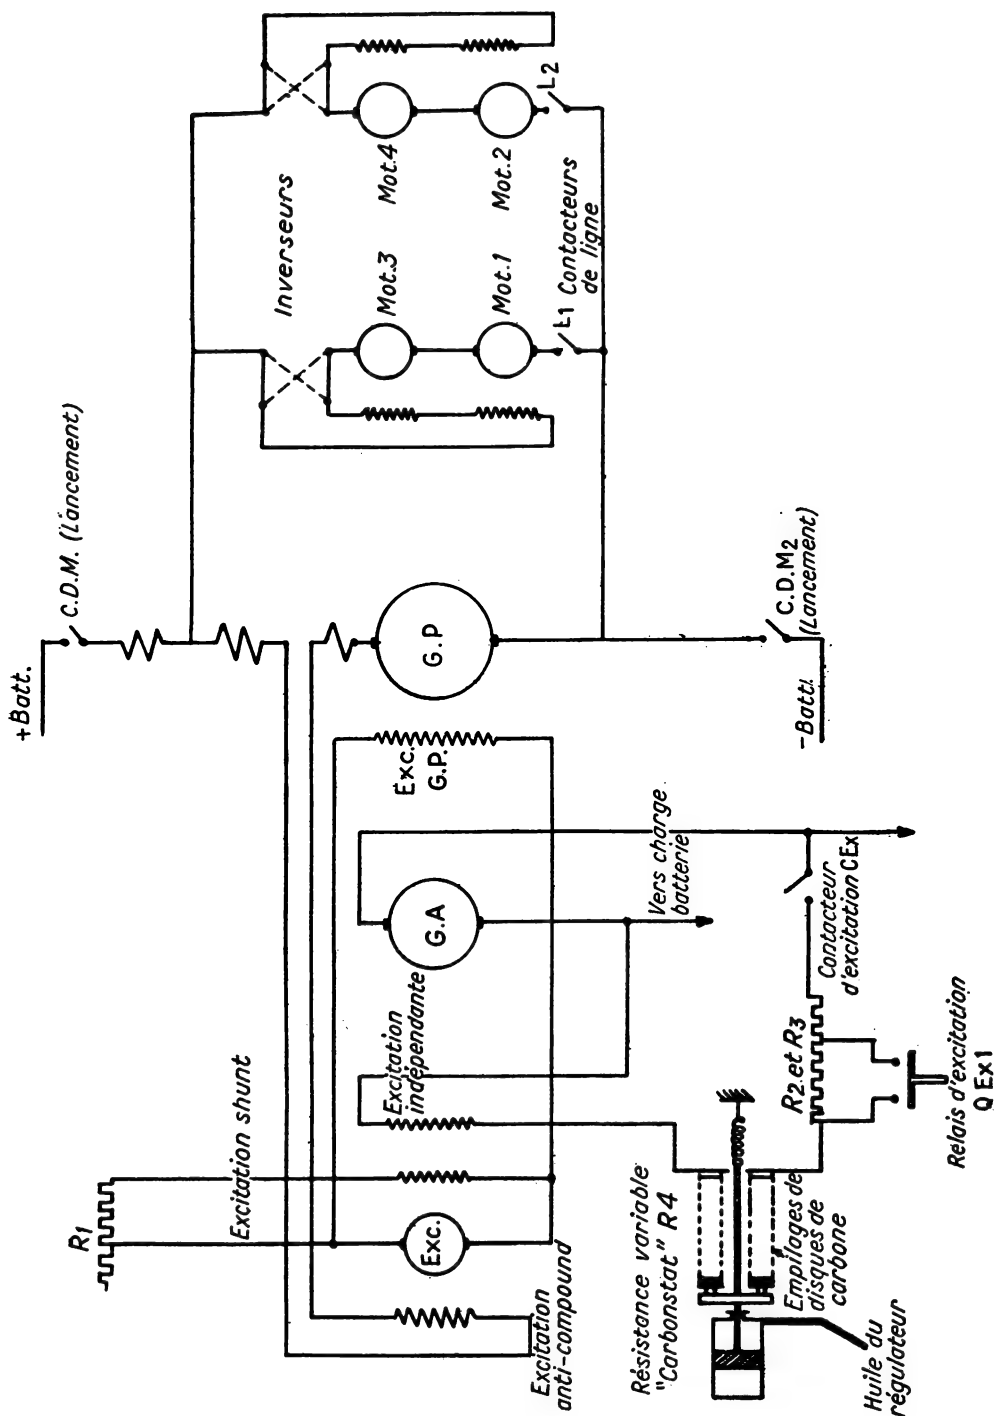 +Batt.
C.D.M. (Lancement)
Inverseurs
Mot.4
Mot.2
L2
Mot.3
Mot.1
L1
Contacteurs
de ligne
G.P
C.D.M2
(Lancement)
-Batt.
Exc.
G.P.
G.A
Vers charge
batterie
Excitation
indépendante
Excitation shunt
R1
Exc.
Excitation
anti-compound
Contacteur
d'excitation CEx
R2 et R3
Relais d'excitation
Q Ex1
Résistance variable
"Carbonstat" R4
Empilages de
disques de
carbone
Huile du
régulateur